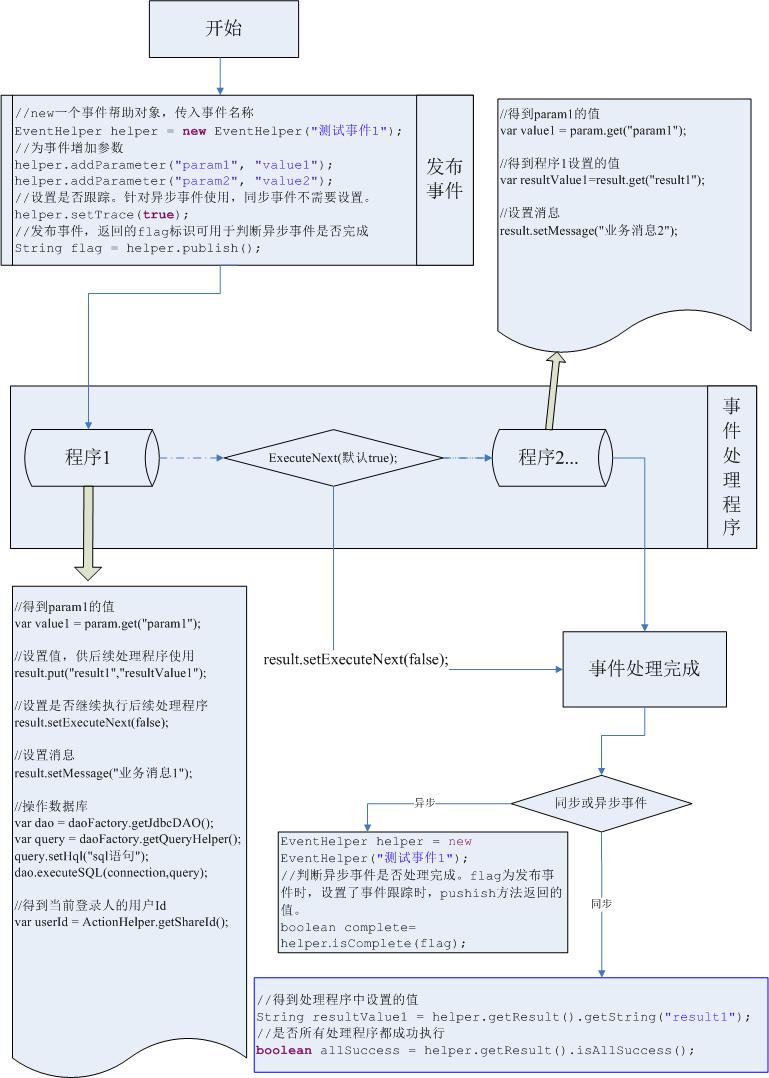 开始
//new一个事件帮助对象，传入事件名称
EventHelper helper = new EventHelper("测试事件1");
//为事件增加参数
helper.addParameter("param1", "value1");
helper.addParameter("param2", "value2");
//设置是否跟踪。针对异步事件使用，同步事件不需要设置。
helper.setTrace(true);
//发布事件，返回的flag标识可用于判断异步事件是否完成
String flag = helper.publish();
发布
事件
//得到param1的值
var value1 = param.get("param1");
//得到程序1设置的值
var resultValue1=result.get("result1");
//设置消息
result.setMessage("业务消息2");
程序1
ExecuteNext(默认true);
程序2...
事
件
处
理
程
序
//得到param1的值
var value1 = param.get("param1");
//设置值，供后续处理程序使用
result.put("result1","resultValue1");
//设置是否继续执行后续处理程序
result.setExecuteNext(false);
//设置消息
result.setMessage("业务消息1");
//操作数据库
var dao = daoFactory.getJdbcDAO();
var query = daoFactory.getQueryHelper();
query.setHql("sql语句");
dao.executeSQL(connection,query);
//得到当前登录人的用户Id
var userId = ActionHelper.getShareId();
result.setExecuteNext(false);
事件处理完成
同步或异步事件
异步
EventHelper helper = new
EventHelper("测试事件1");
//判断异步事件是否处理完成。flag为发布事
件时，设置了事件跟踪时，pushish方法返回的
值。
boolean complete=
helper.isComplete(flag);
同步
//得到处理程序中设置的值
String resultValue1 = helper.getResult().getString("result1");
//是否所有处理程序都成功执行
boolean allSuccess = helper.getResult().isAllSuccess();